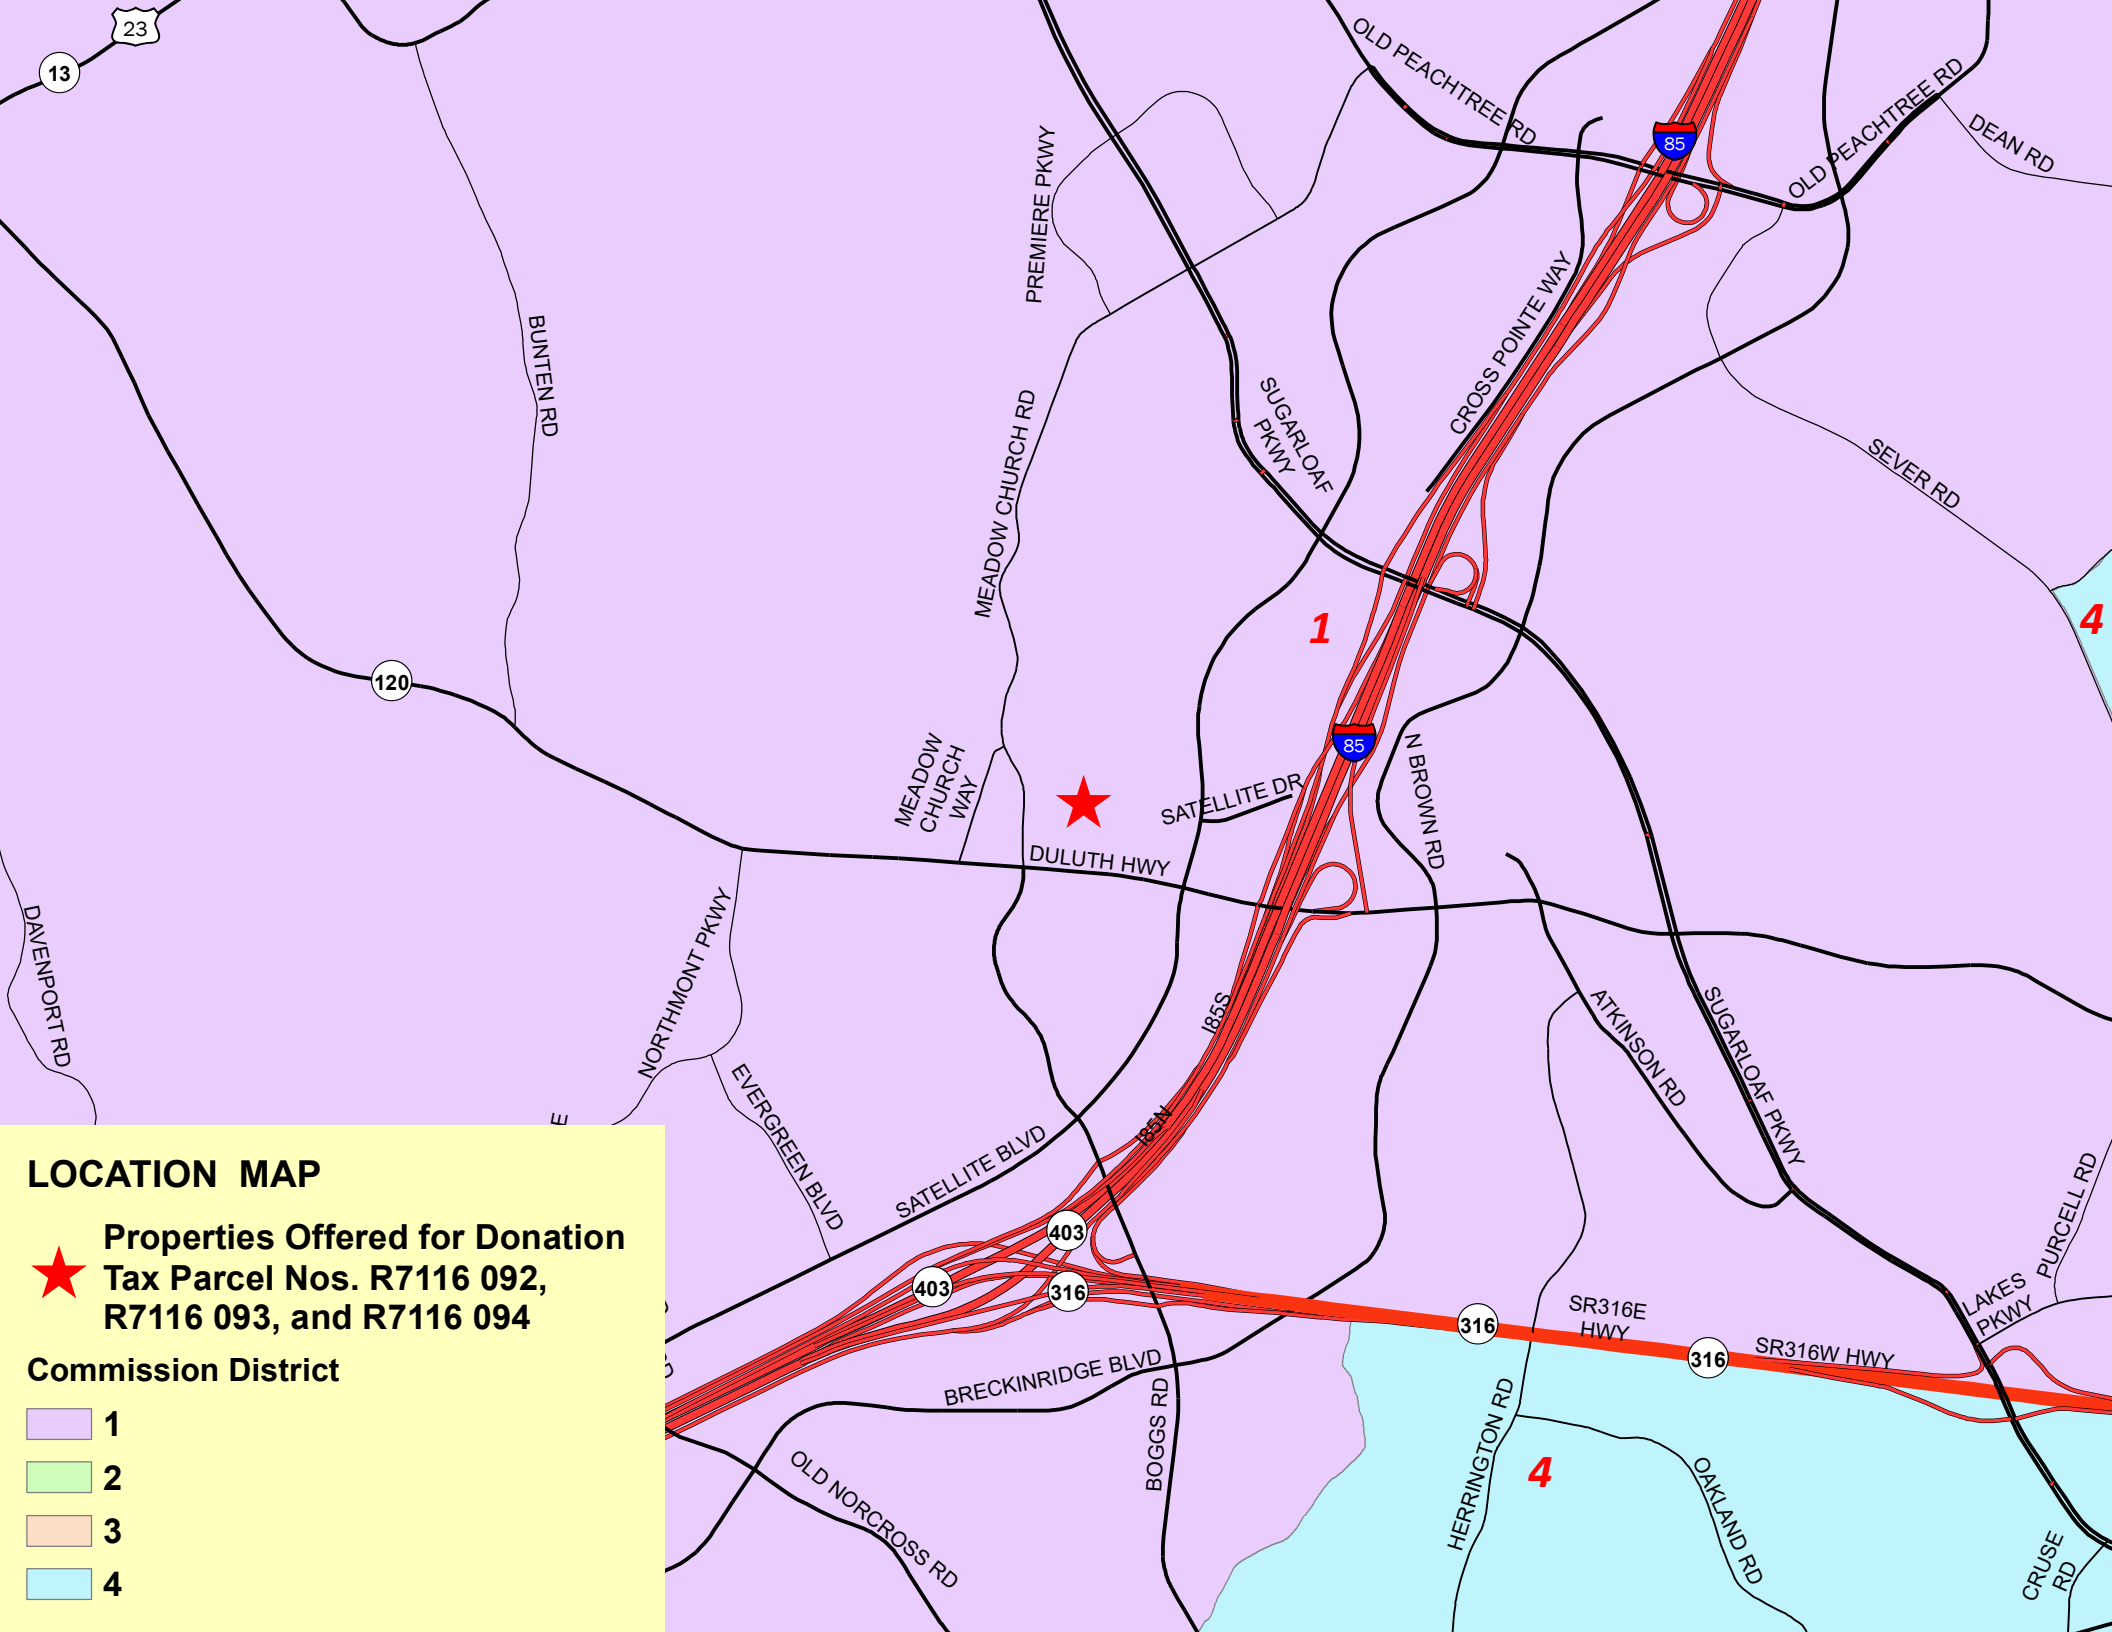 23
13
OLD PEACHTREE RD
85
OLD PEACHTREE RD
DEAN RD
PREMIERE PKWY
CROSS POINTE WAY
BUNTEN RD
SUGARLOAF
PKWY
MEADOW CHURCH RD
SEVER RD
1
4
120
85
MEADOW
CHURCH
WAY
SATELLITE DR
N BROWN RD
DULUTH HWY
DAVENPORT RD
NORTHMONT PKWY
I85S
ATKINSON RD
SUGARLOAF PKWY
EVERGREEN BLVD
E
I85N
SATELLITE BLVD
PURCELL RD
403
403
316
LAKES
PKWY
SR316E
HWY
316
316
SR316W HWY
BRECKINRIDGE BLVD
BOGGS RD
HERRINGTON RD
4
OAKLAND RD
OLD NORCROSS RD
CRUSE
RD
LOCATION MAP
Properties Offered for Donation
Tax Parcel Nos. R7116 092,
R7116 093, and R7116 094
Commission District
1
2
3
4